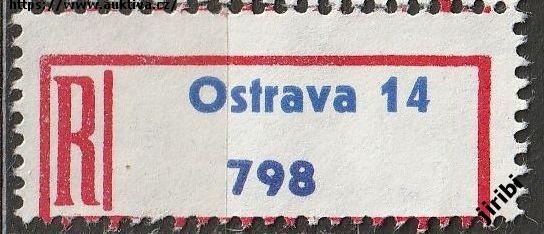 https://www.auktiva.cz/
R
Ostrava 14
798
jiribi